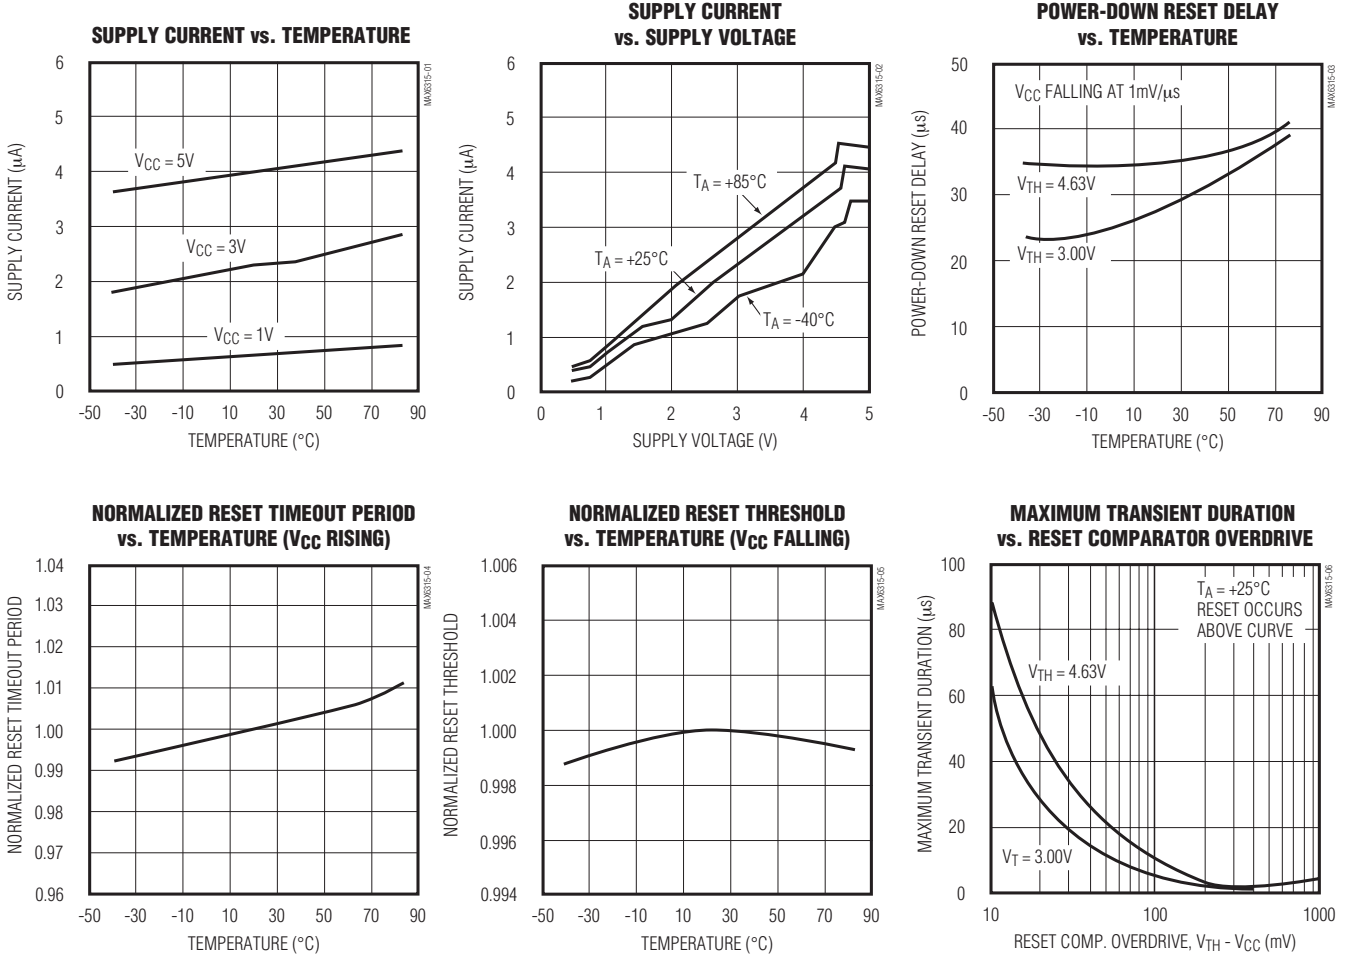 SUPPLY CURRENT vs. TEMPERATURE
MAX6315-01
SUPPLY CURRENT (µA)
6
5
4
3
2
1
0
VCC = 5V
VCC = 3V
VCC = 1V
-50 -30 -10 10 30 50 70 90
TEMPERATURE (°C)
SUPPLY CURRENT
vs. SUPPLY VOLTAGE
MAX6315-02
SUPPLY CURRENT (µA)
6
5
4
3
2
1
0
TA = +85°C
TA = +25°C
TA = -40°C
0 1 2 3 4 5
SUPPLY VOLTAGE (V)
POWER-DOWN RESET DELAY
vs. TEMPERATURE
MAX6315-03
POWER-DOWN RESET DELAY (µs)
50
40
30
20
10
0
VCC FALLING AT 1mV/µs
VTH = 4.63V
VTH = 3.00V
-50 -30 -10 10 30 50 70 90
TEMPERATURE (°C)
NORMALIZED RESET TIMEOUT PERIOD
vs. TEMPERATURE (VCC RISING)
MAX6315-04
NORMALIZED RESET TIMEOUT PERIOD
1.04
1.03
1.02
1.01
1.00
0.99
0.98
0.97
0.96
-50 -30 -10 10 30 50 70 90
TEMPERATURE (°C)
NORMALIZED RESET THRESHOLD
vs. TEMPERATURE (VCC FALLING)
MAX6315-05
NORMALIZED RESET THRESHOLD
1.006
1.004
1.002
1.000
0.998
0.996
0.994
-50 -30 -10 10 30 50 70 90
TEMPERATURE (°C)
MAXIMUM TRANSIENT DURATION
vs. RESET COMPARATOR OVERDRIVE
MAX6315-06
MAXIMUM TRANSIENT DURATION (µs)
100
80
60
40
20
0
TA = +25°C
RESET OCCURS
ABOVE CURVE
VTH = 4.63V
VT = 3.00V
10 100 1000
RESET COMP. OVERDRIVE, VTH - VCC (mV)